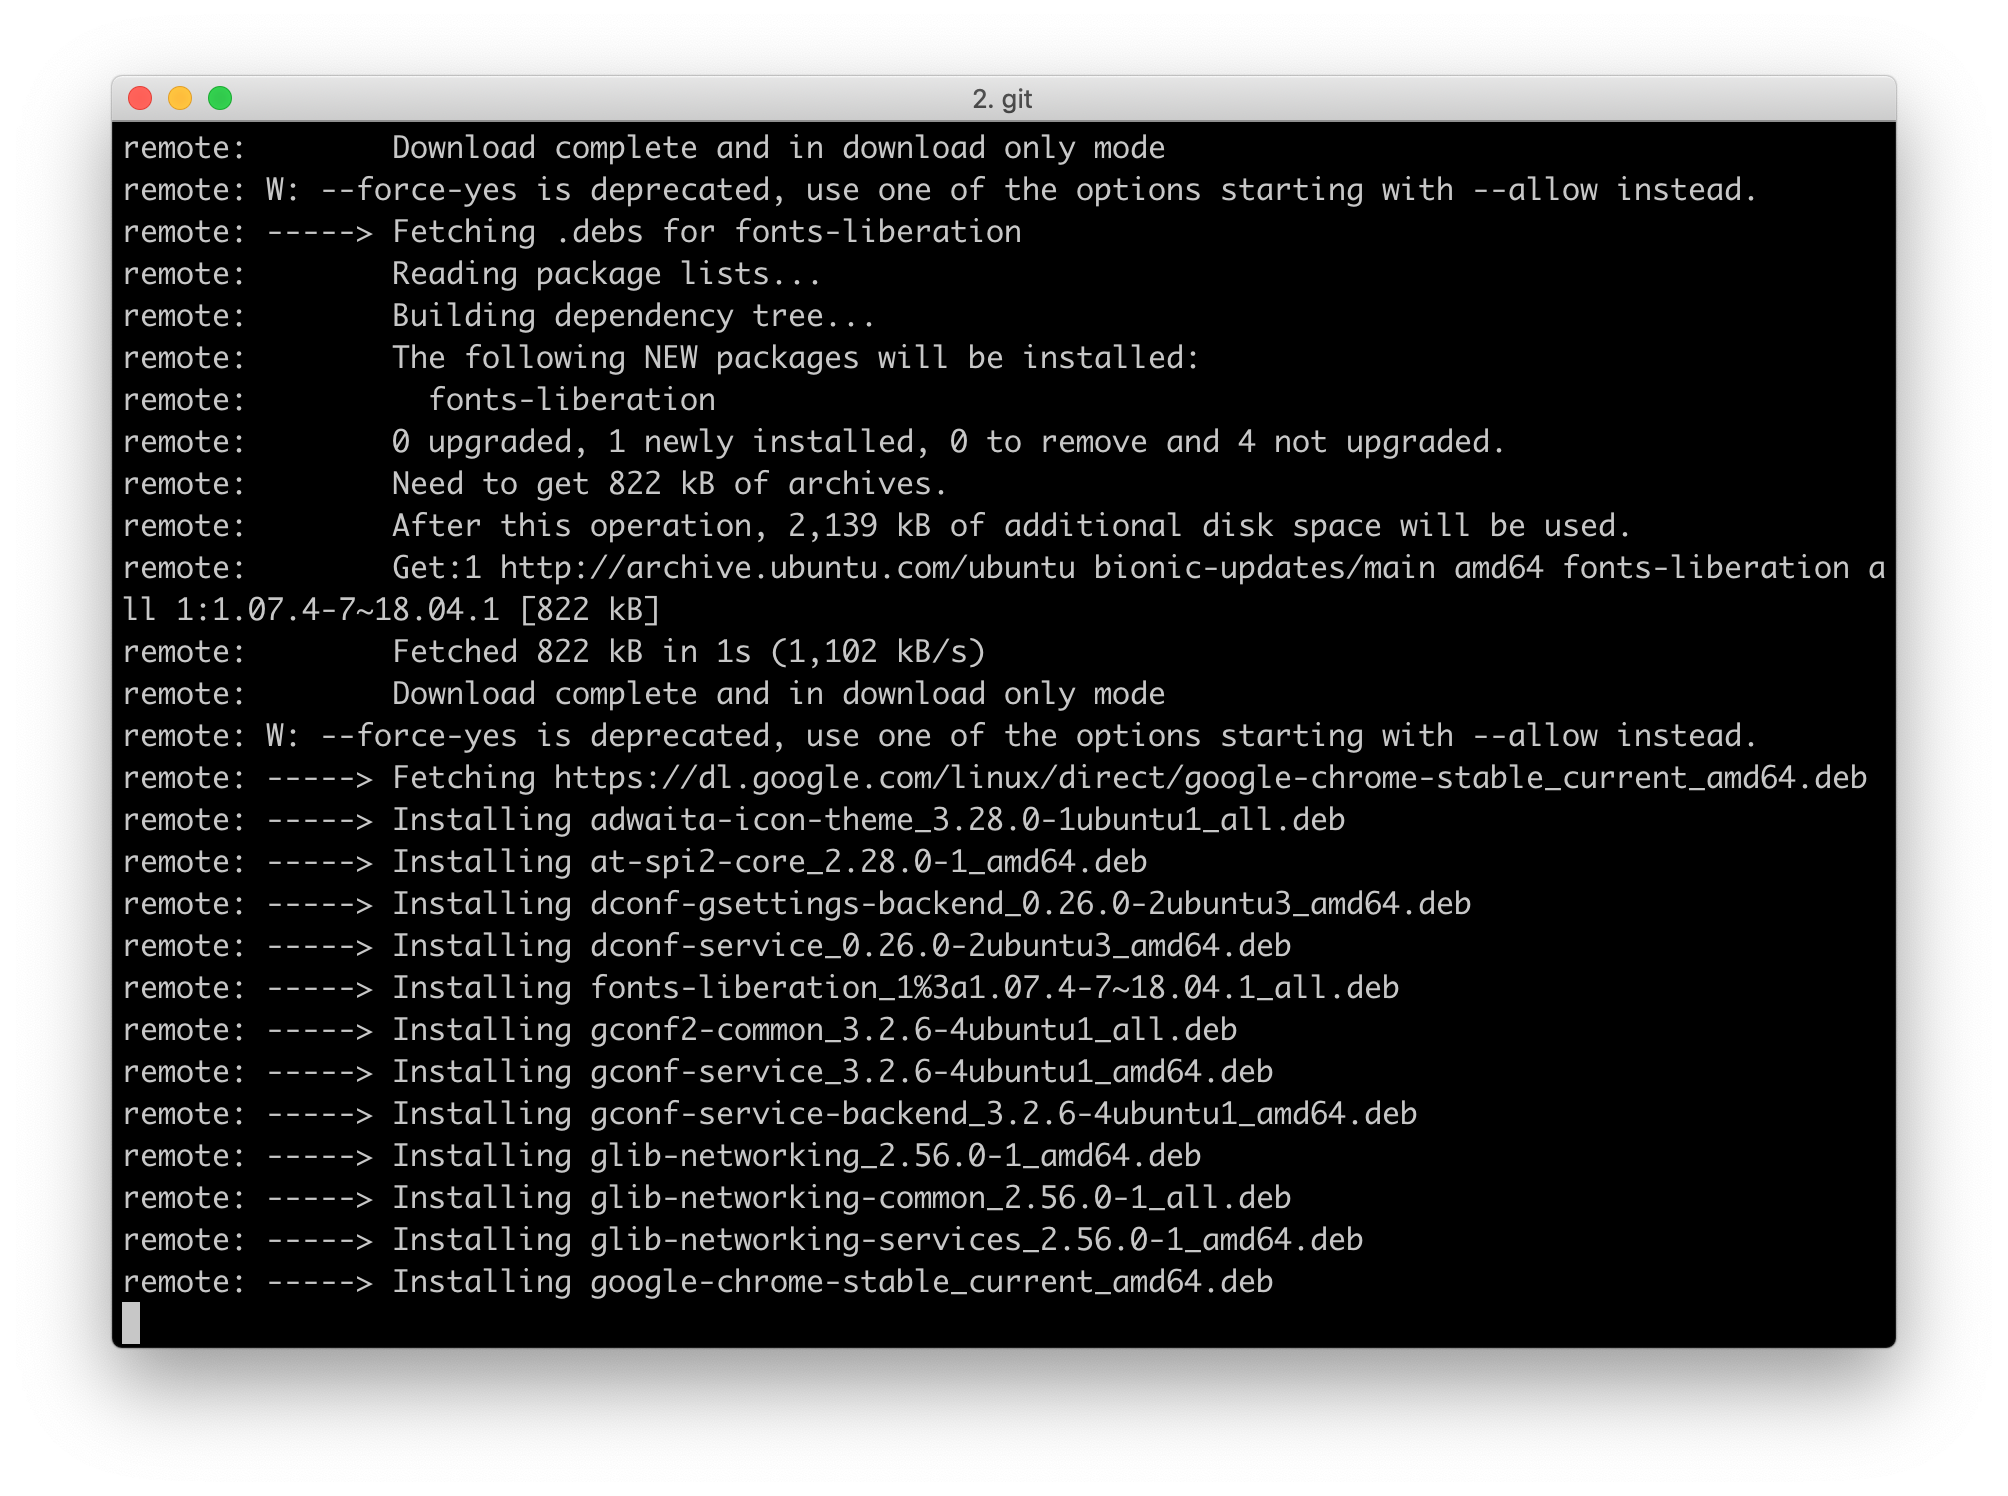 2. git
remote:        Download complete and in download only mode
remote: W: --force-yes is deprecated, use one of the options starting with --allow instead.
remote: -----> Fetching .debs for fonts-liberation
remote:        Reading package lists...
remote:        Building dependency tree...
remote:        The following NEW packages will be installed:
remote:          fonts-liberation
remote:        0 upgraded, 1 newly installed, 0 to remove and 4 not upgraded.
remote:        Need to get 822 kB of archives.
remote:        After this operation, 2,139 kB of additional disk space will be used.
remote:        Get:1 http://archive.ubuntu.com/ubuntu bionic-updates/main amd64 fonts-liberation a
ll 1:1.07.4-7~18.04.1 [822 kB]
remote:        Fetched 822 kB in 1s (1,102 kB/s)
remote:        Download complete and in download only mode
remote: W: --force-yes is deprecated, use one of the options starting with --allow instead.
remote: -----> Fetching https://dl.google.com/linux/direct/google-chrome-stable_current_amd64.deb
remote: -----> Installing adwaita-icon-theme_3.28.0-1ubuntu1_all.deb
remote: -----> Installing at-spi2-core_2.28.0-1_amd64.deb
remote: -----> Installing dconf-gsettings-backend_0.26.0-2ubuntu3_amd64.deb
remote: -----> Installing dconf-service_0.26.0-2ubuntu3_amd64.deb
remote: -----> Installing fonts-liberation_1%3a1.07.4-7~18.04.1_all.deb
remote: -----> Installing gconf2-common_3.2.6-4ubuntu1_all.deb
remote: -----> Installing gconf-service_3.2.6-4ubuntu1_amd64.deb
remote: -----> Installing gconf-service-backend_3.2.6-4ubuntu1_amd64.deb
remote: -----> Installing glib-networking_2.56.0-1_amd64.deb
remote: -----> Installing glib-networking-common_2.56.0-1_all.deb
remote: -----> Installing glib-networking-services_2.56.0-1_amd64.deb
remote: -----> Installing google-chrome-stable_current_amd64.deb